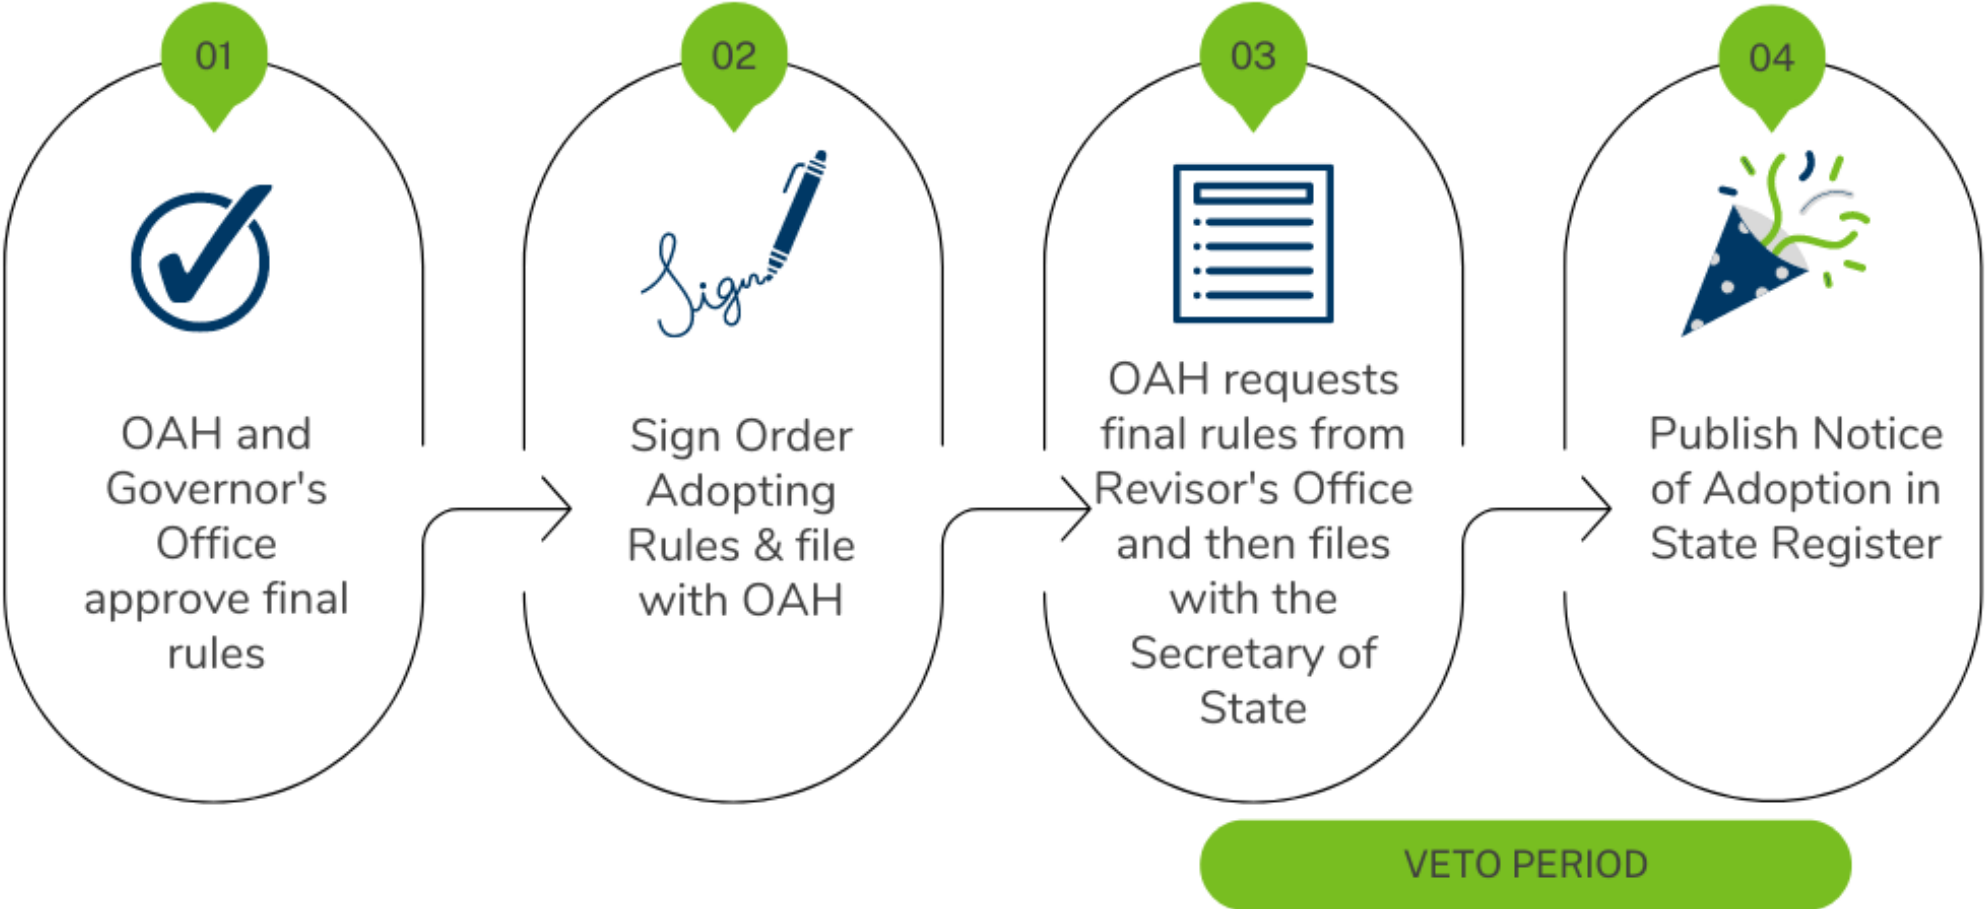 01
OAH and
Governor's
Office
approve final
rules
02
Sign
Sign Order
Adopting
Rules & file
with OAH
03
OAH requests
final rules from
Revisor's Office
and then files
with the
Secretary of
State
04
Publish Notice
of Adoption in
State Register
VETO PERIOD